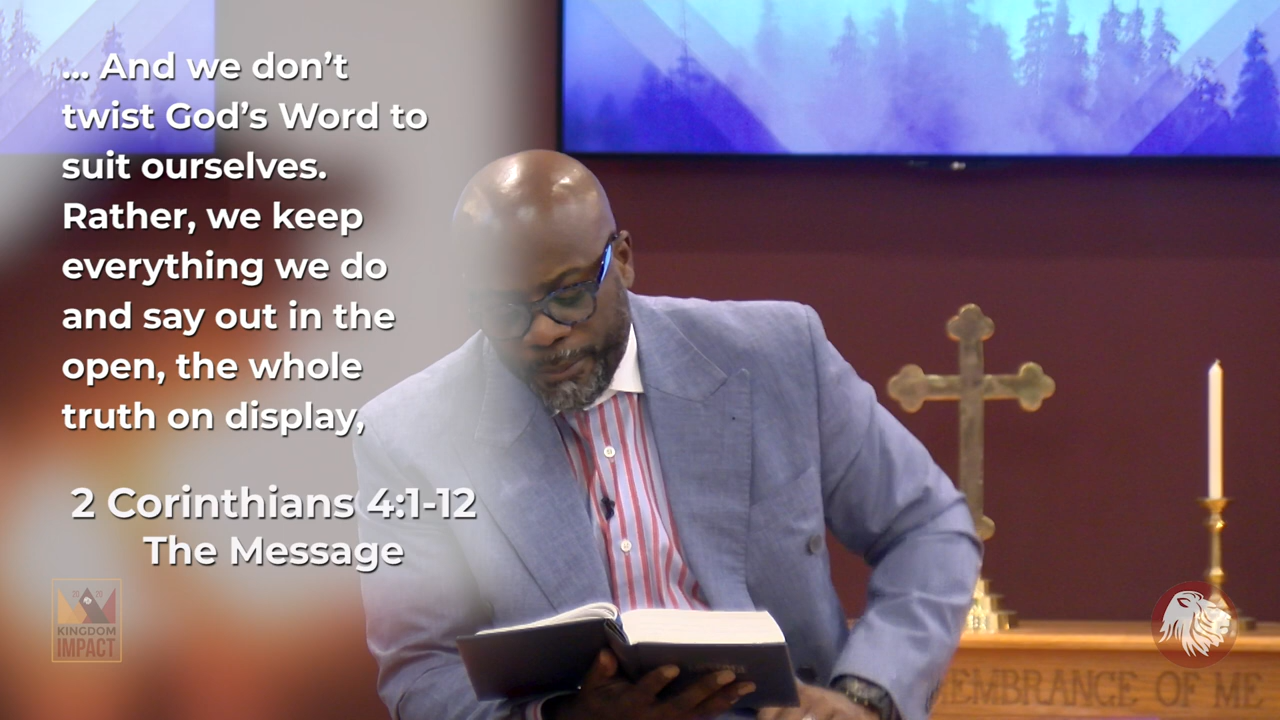 ... And we don’t
twist God’s Word to
suit ourselves.
Rather, we keep
everything we do
and say out in the
open, the whole
truth on display,
2 Corinthians 4:1-12
The Message
20 20
KINGDOM
IMPACT
EMBRANCE OF ME